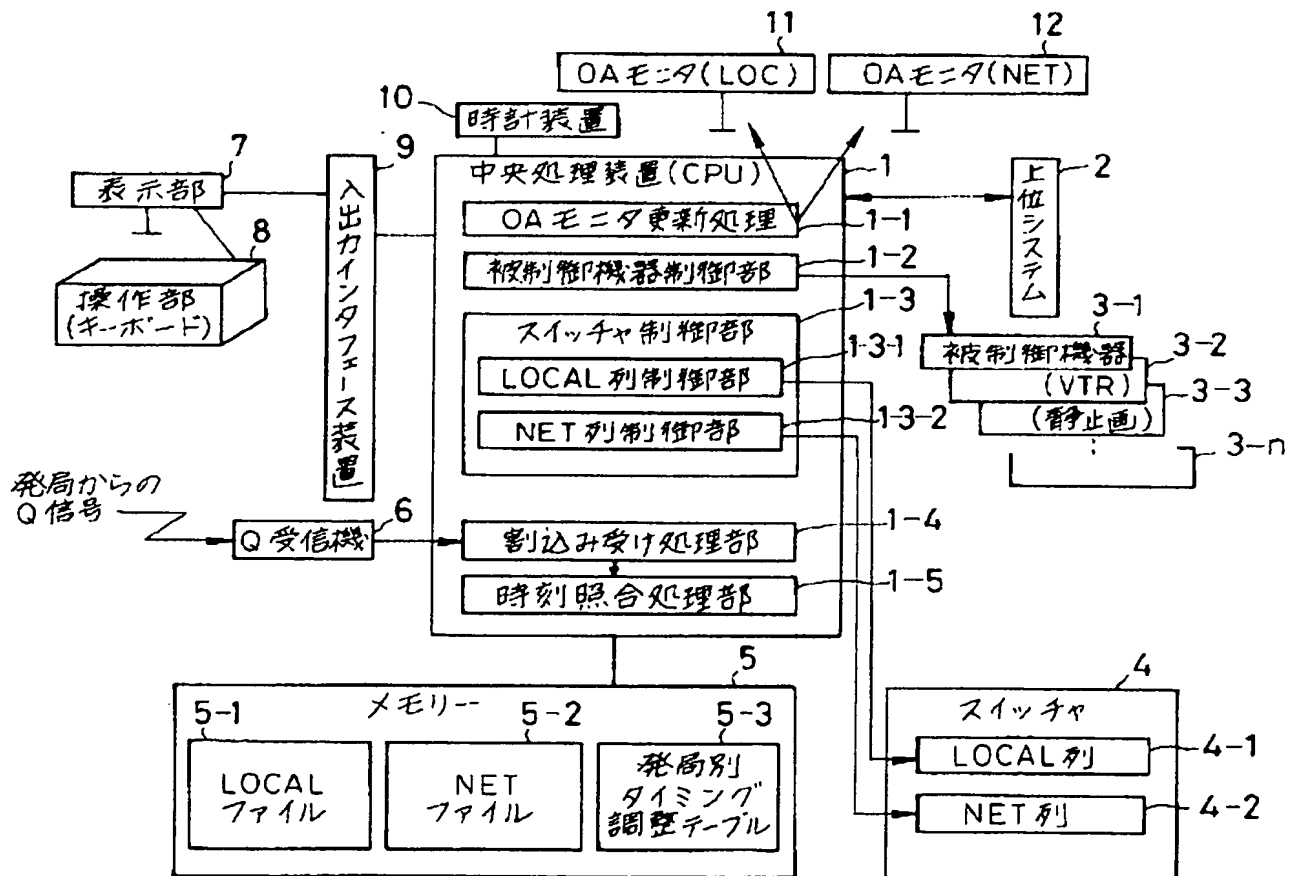 11
12
OAモニタ(LOC)
OAモニタ(NET)
10
時計装置
7
表示部
8
操作部
(キーボード)
9
入出力インタフェース装置
1
中央処理装置(CPU)
OAモニタ更新処理
1-1
被制御機器制御部
1-2
スイッチャ制御部
1-3
LOCAL列制御部
1-3-1
NET列制御部
1-3-2
2
上位システム
3-1
被制御機器
3-2
(VTR)
3-3
(静止画)
3-n
発局からの
Q信号
6
Q受信機
割込み受け処理部
1-4
時刻照合処理部
1-5
5
メモリー
5-1
LOCAL
ファイル
5-2
NET
ファイル
5-3
発局別
タイミング
調整テーブル
4
スイッチャ
LOCAL列
4-1
NET列
4-2